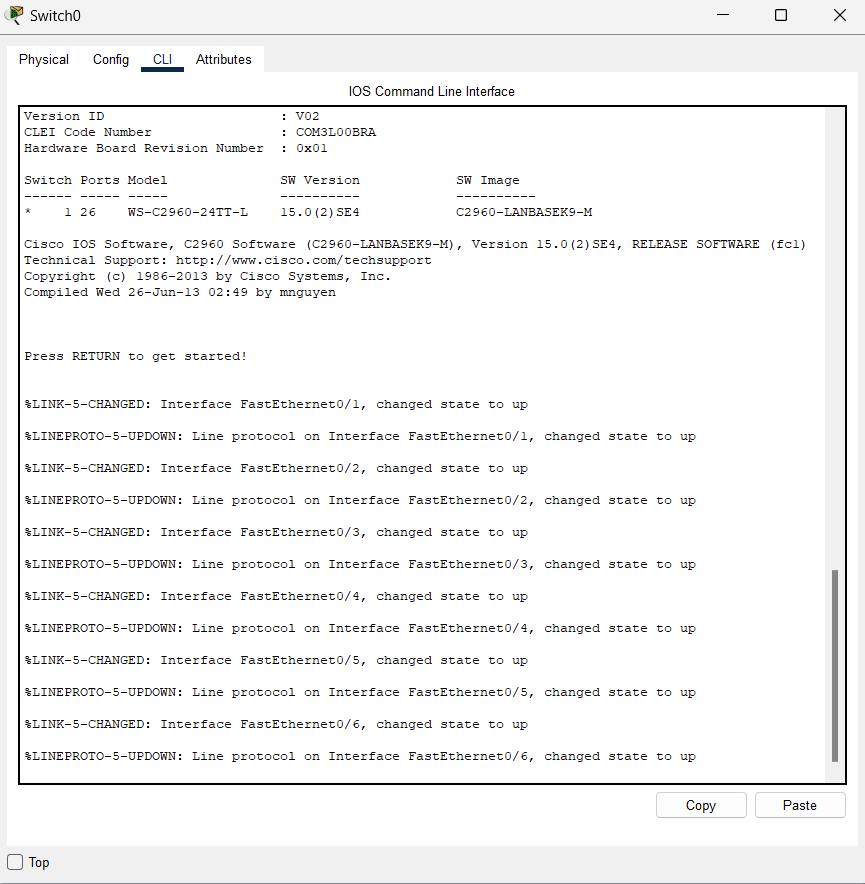 Switch0
Physical Config CLI Attributes
IOS Command Line Interface
Version ID                      : V02
CLEI Code Number                : COM3L00BRA
Hardware Board Revision Number  : 0x01
Switch Ports Model              SW Version            SW Image
------ ----- -----              ----------            ----------
*    1 26    WS-C2960-24TT-L    15.0(2)SE4            C2960-LANBASEK9-M
Cisco IOS Software, C2960 Software (C2960-LANBASEK9-M), Version 15.0(2)SE4, RELEASE SOFTWARE (fc1)
Technical Support: http://www.cisco.com/techsupport
Copyright (c) 1986-2013 by Cisco Systems, Inc.
Compiled Wed 26-Jun-13 02:49 by mnguyen
Press RETURN to get started!
%LINK-5-CHANGED: Interface FastEthernet0/1, changed state to up
%LINEPROTO-5-UPDOWN: Line protocol on Interface FastEthernet0/1, changed state to up
%LINK-5-CHANGED: Interface FastEthernet0/2, changed state to up
%LINEPROTO-5-UPDOWN: Line protocol on Interface FastEthernet0/2, changed state to up
%LINK-5-CHANGED: Interface FastEthernet0/3, changed state to up
%LINEPROTO-5-UPDOWN: Line protocol on Interface FastEthernet0/3, changed state to up
%LINK-5-CHANGED: Interface FastEthernet0/4, changed state to up
%LINEPROTO-5-UPDOWN: Line protocol on Interface FastEthernet0/4, changed state to up
%LINK-5-CHANGED: Interface FastEthernet0/5, changed state to up
%LINEPROTO-5-UPDOWN: Line protocol on Interface FastEthernet0/5, changed state to up
%LINK-5-CHANGED: Interface FastEthernet0/6, changed state to up
%LINEPROTO-5-UPDOWN: Line protocol on Interface FastEthernet0/6, changed state to up
Copy Paste
Top